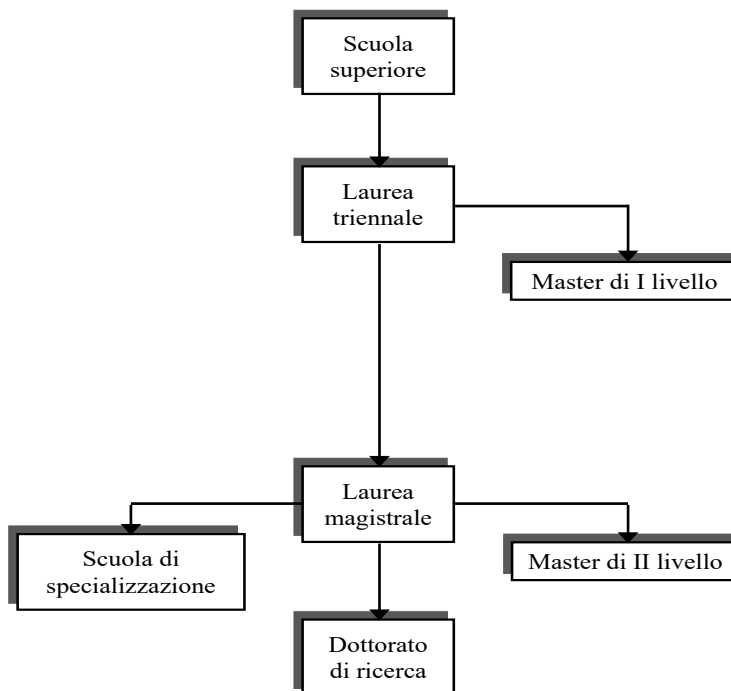 Scuola
superiore
Laurea
triennale
Master di I livello
Laurea
magistrale
Scuola di
specializzazione
Master di II livello
Dottorato
di ricerca